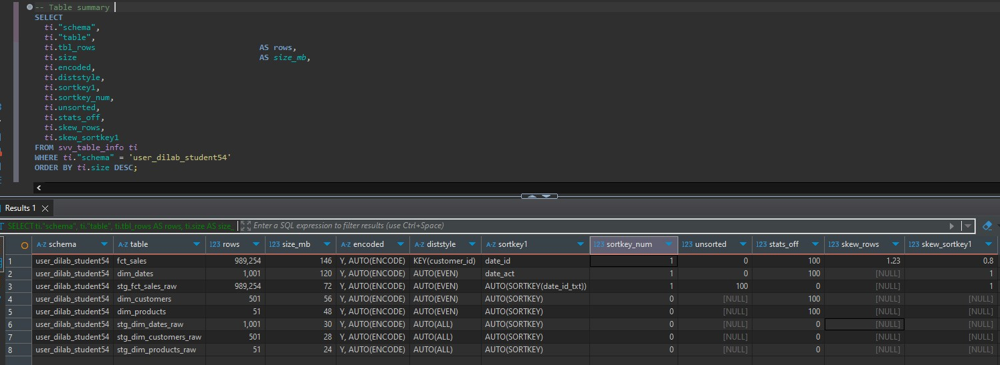 -- Table summary
SELECT
ti."schema",
ti."table",
ti.tbl_rows AS rows,
ti.size AS size_mb,
ti.encoded,
ti.diststyle,
ti.sortkey1,
ti.sortkey_num,
ti.unsorted,
ti.stats_off,
ti.skew_rows,
ti.skew_sortkey1
FROM svv_table_info ti
WHERE ti."schema" = 'user_dilab_student54'
ORDER BY ti.size DESC;
Results 1
SELECT ti."schema", ti."table", ti.tbl_rows AS rows, ti.size AS size_ Enter a SQL expression to filter results (use Ctrl+Space)
A-Z schema A-Z table 123 rows 123 size_mb A-Z encoded A-Z diststyle A-Z sortkey1 123 sortkey_num 123 unsorted 123 stats_off 123 skew_rows 123 skew_sortkey1
1 user_dilab_student54 fct_sales 989,254 146 Y, AUTO(ENCODE) KEY(customer_id) date_id 1 0 100 1.23 0.8
2 user_dilab_student54 dim_dates 1,001 120 Y, AUTO(ENCODE) AUTO(EVEN) date_act 1 0 100 [NULL] 1
3 user_dilab_student54 stg_fct_sales_raw 989,254 72 Y, AUTO(ENCODE) AUTO(EVEN) AUTO(SORTKEY(date_id_txt)) 1 100 0 [NULL] 1
4 user_dilab_student54 dim_customers 501 56 Y, AUTO(ENCODE) AUTO(EVEN) AUTO(SORTKEY) 0 [NULL] 100 [NULL] [NULL]
5 user_dilab_student54 dim_products 51 48 Y, AUTO(ENCODE) AUTO(EVEN) AUTO(SORTKEY) 0 [NULL] 100 [NULL] [NULL]
6 user_dilab_student54 stg_dim_dates_raw 1,001 30 Y, AUTO(ENCODE) AUTO(ALL) AUTO(SORTKEY) 0 [NULL] 0 [NULL] [NULL]
7 user_dilab_student54 stg_dim_customers_raw 501 28 Y, AUTO(ENCODE) AUTO(ALL) AUTO(SORTKEY) 0 [NULL] 0 [NULL] [NULL]
8 user_dilab_student54 stg_dim_products_raw 51 24 Y, AUTO(ENCODE) AUTO(ALL) AUTO(SORTKEY) 0 [NULL] 0 [NULL] [NULL]